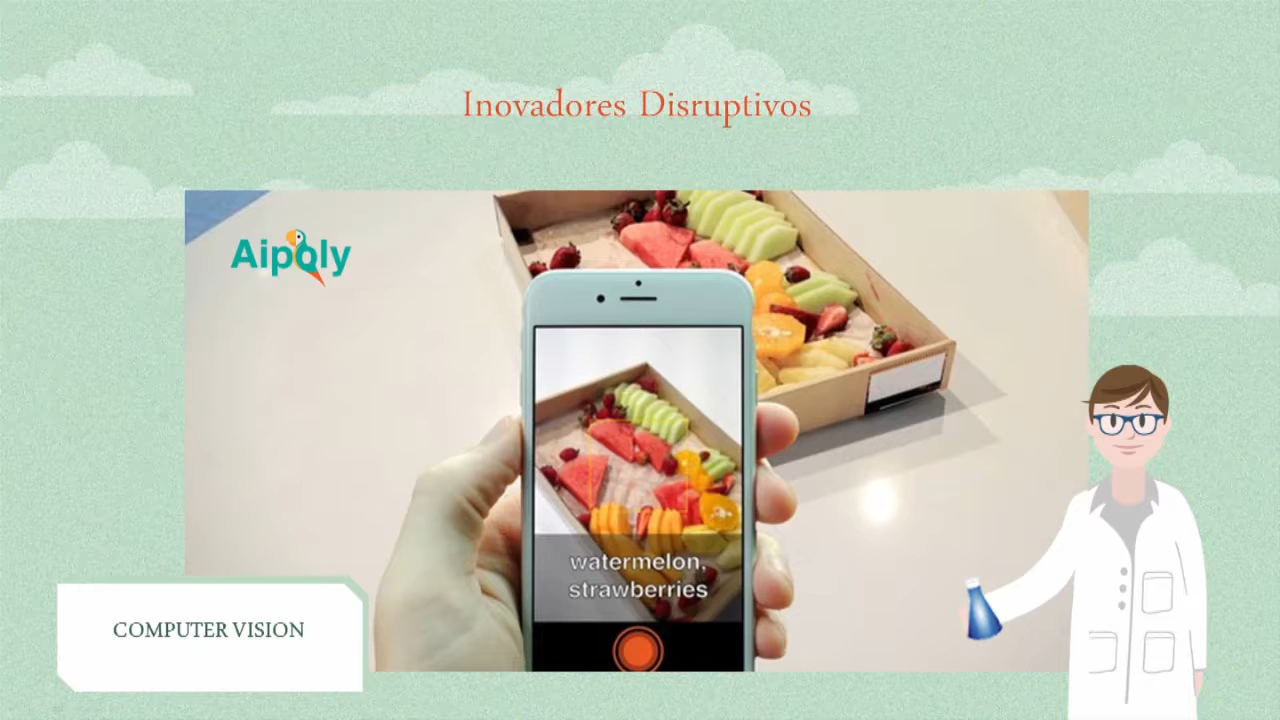 Inovadores Disruptivos
Aipoly
watermelon,
strawberries
COMPUTER VISION